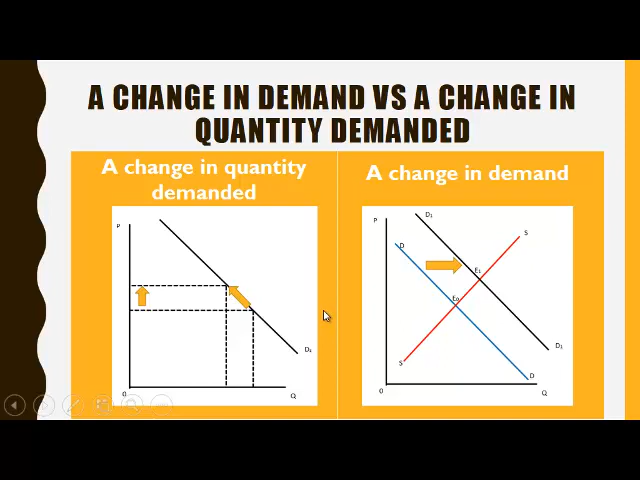 A CHANGE IN DEMAND VS A CHANGE IN
QUANTITY DEMANDED
A change in quantity
demanded
A change in demand
P
D₄
0
Q
P
D₁
S
D
E₁
E₀
D₁
S
D
0
Q